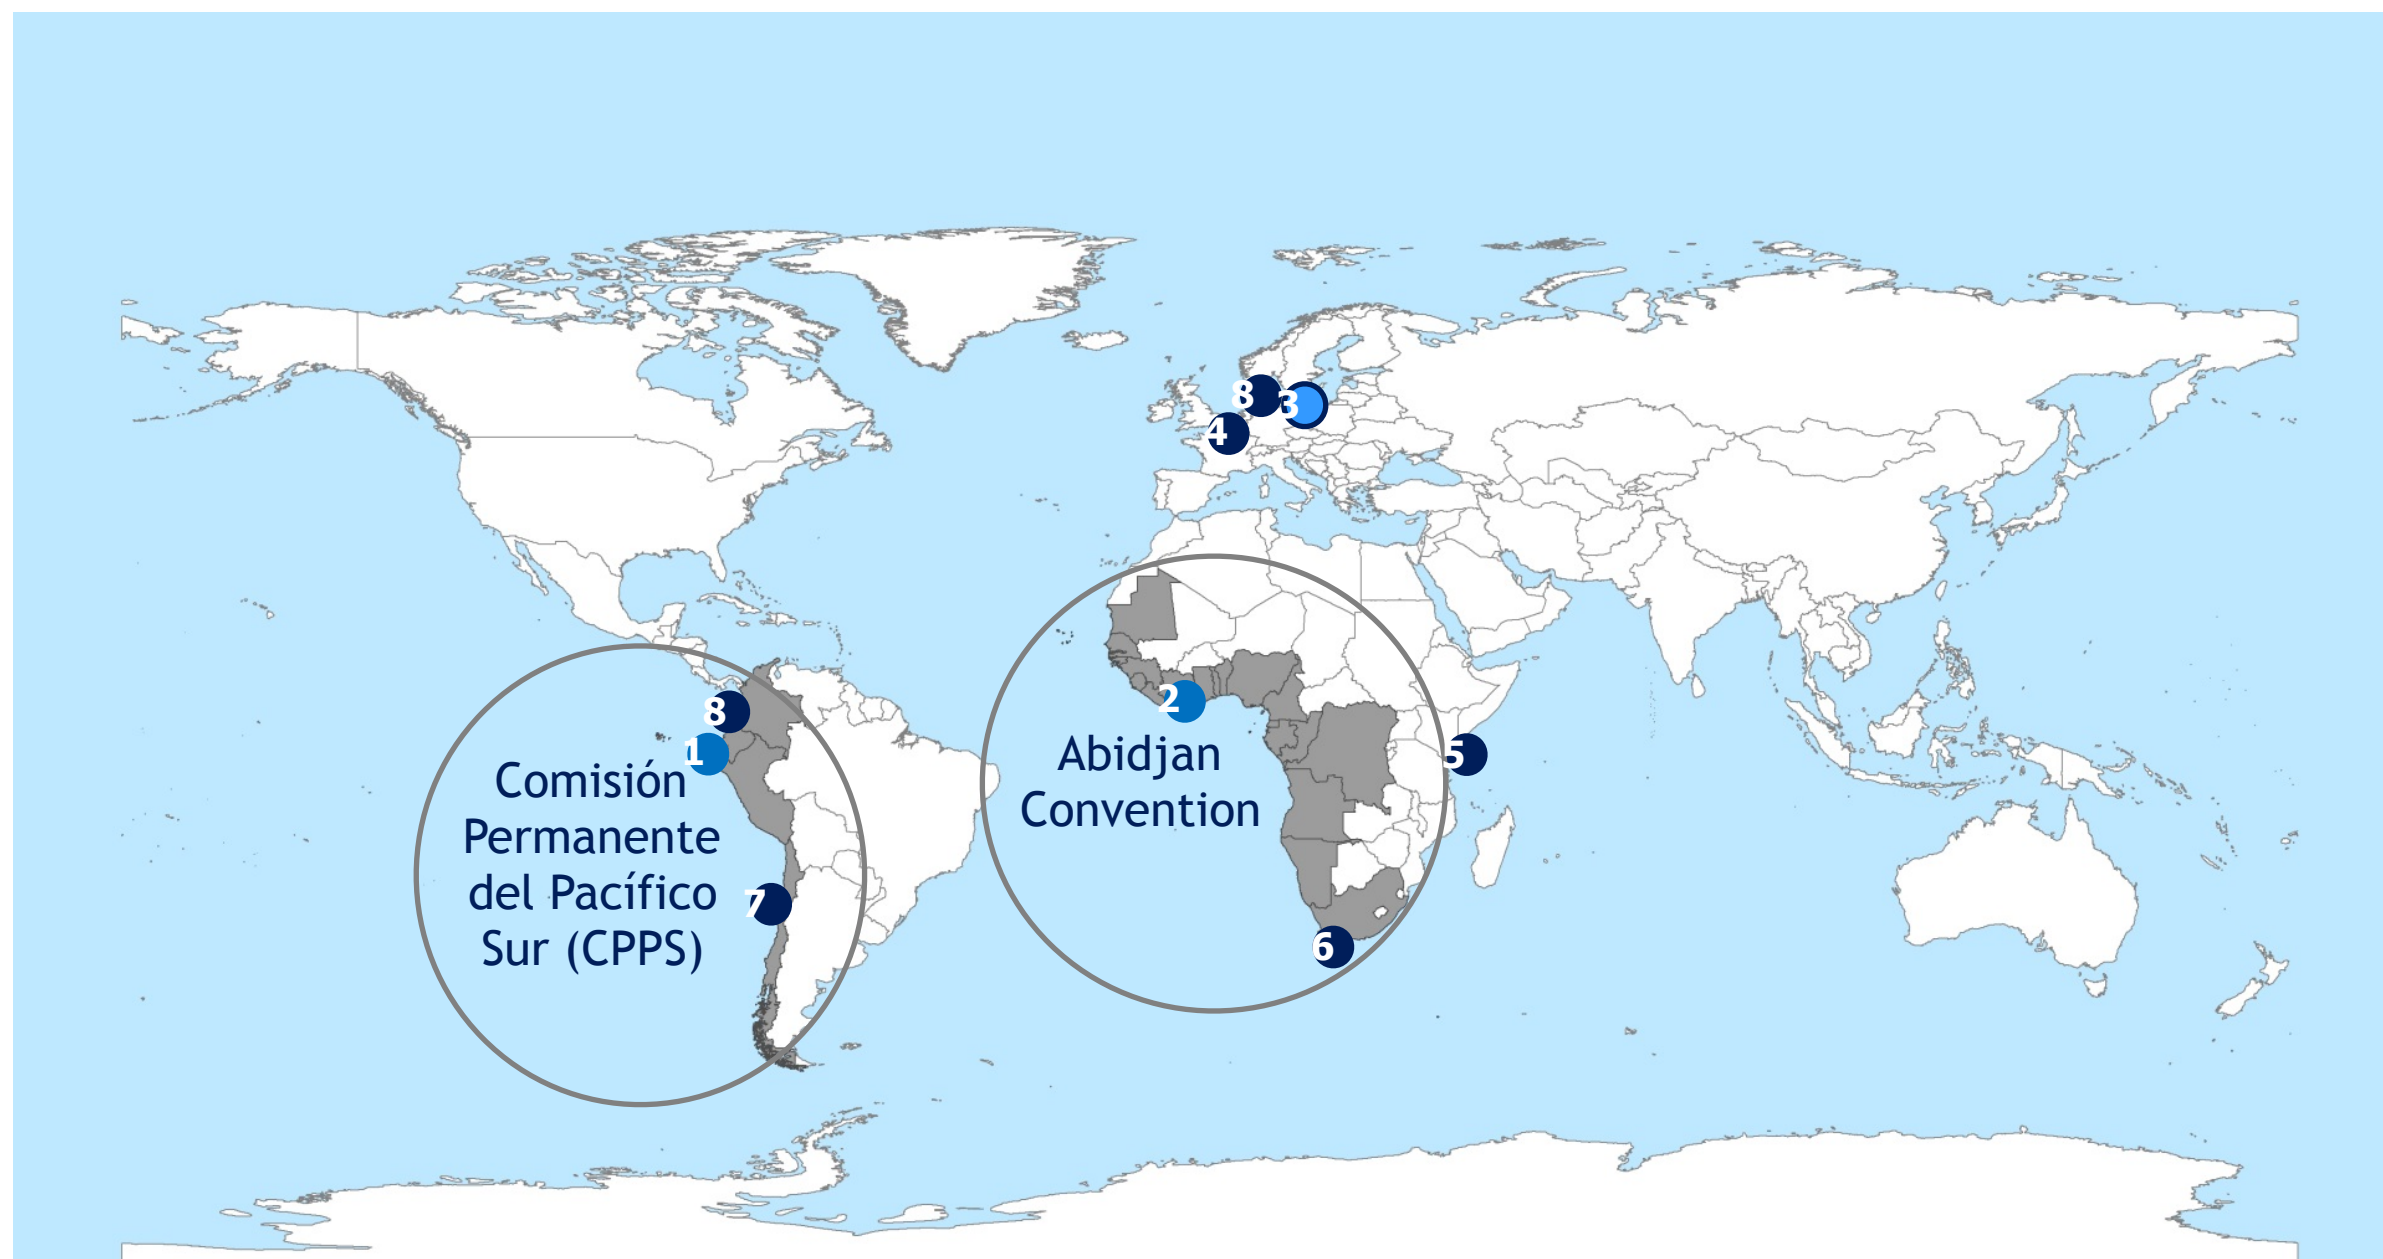 8
3
4
8
2
1
5
Abidjan
Convention
Comisión
Permanente
del Pacífico
Sur (CPPS)
7
6